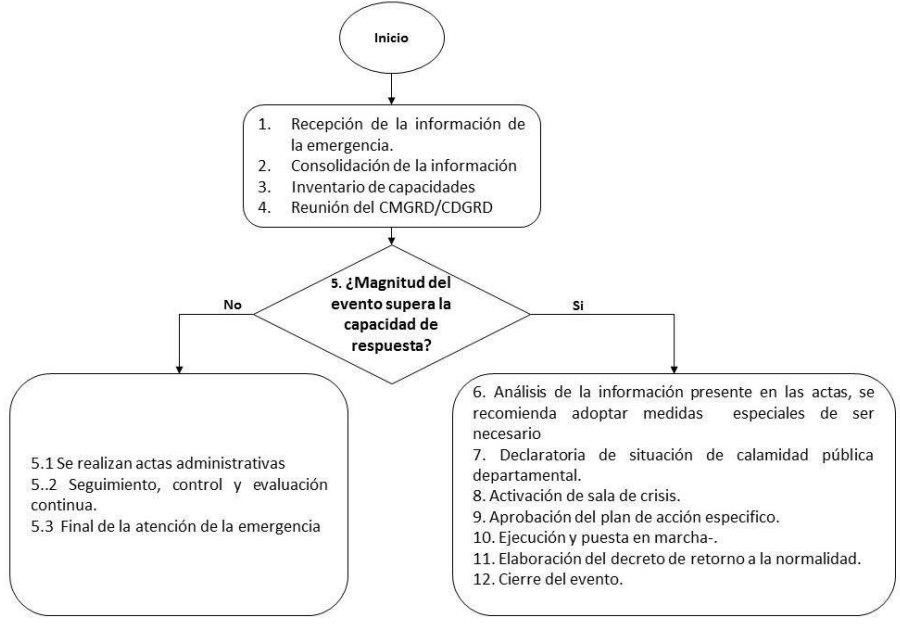 Inicio
1. Recepción de la información de
la emergencia.
2. Consolidación de la información
3. Inventario de capacidades
4. Reunión del CMGRD/CDGRD
5. ¿Magnitud del
evento supera la
capacidad de
respuesta?
No
Si
5.1 Se realizan actas administrativas
5..2 Seguimiento, control y evaluación
continua.
5.3 Final de la atención de la emergencia
6. Análisis de la información presente en las actas, se
recomienda adoptar medidas especiales de ser
necesario
7. Declaratoria de situación de calamidad pública
departamental.
8. Activación de sala de crisis.
9. Aprobación del plan de acción especifico.
10. Ejecución y puesta en marcha-.
11. Elaboración del decreto de retorno a la normalidad.
12. Cierre del evento.